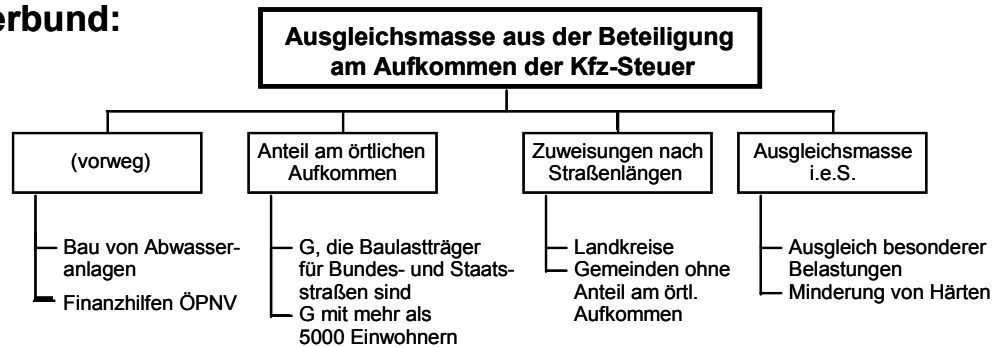 erbund:
Ausgleichsmasse aus der Beteiligung
am Aufkommen der Kfz-Steuer
(vorweg)
Bau von Abwasser-
anlagen
Finanzhilfen ÖPNV
Anteil am örtlichen
Aufkommen
G, die Baulastträger
für Bundes- und Staats-
straßen sind
G mit mehr als
5000 Einwohnern
Zuweisungen nach
Straßenlängen
Landkreise
Gemeinden ohne
Anteil am örtl.
Aufkommen
Ausgleichsmasse
i.e.S.
Ausgleich besonderer
Belastungen
Minderung von Härten